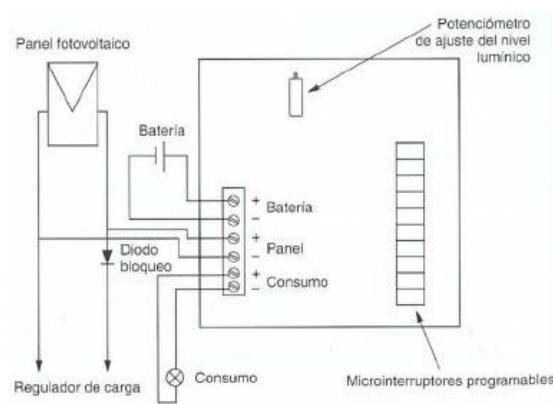 Potenciómetro
de ajuste del nivel
lumínico
Panel fotovoltaico
Batería
+
Batería
−
+
Panel
−
+
Consumo
−
Diodo
bloqueo
Regulador de carga
Consumo
Microinterruptores programables